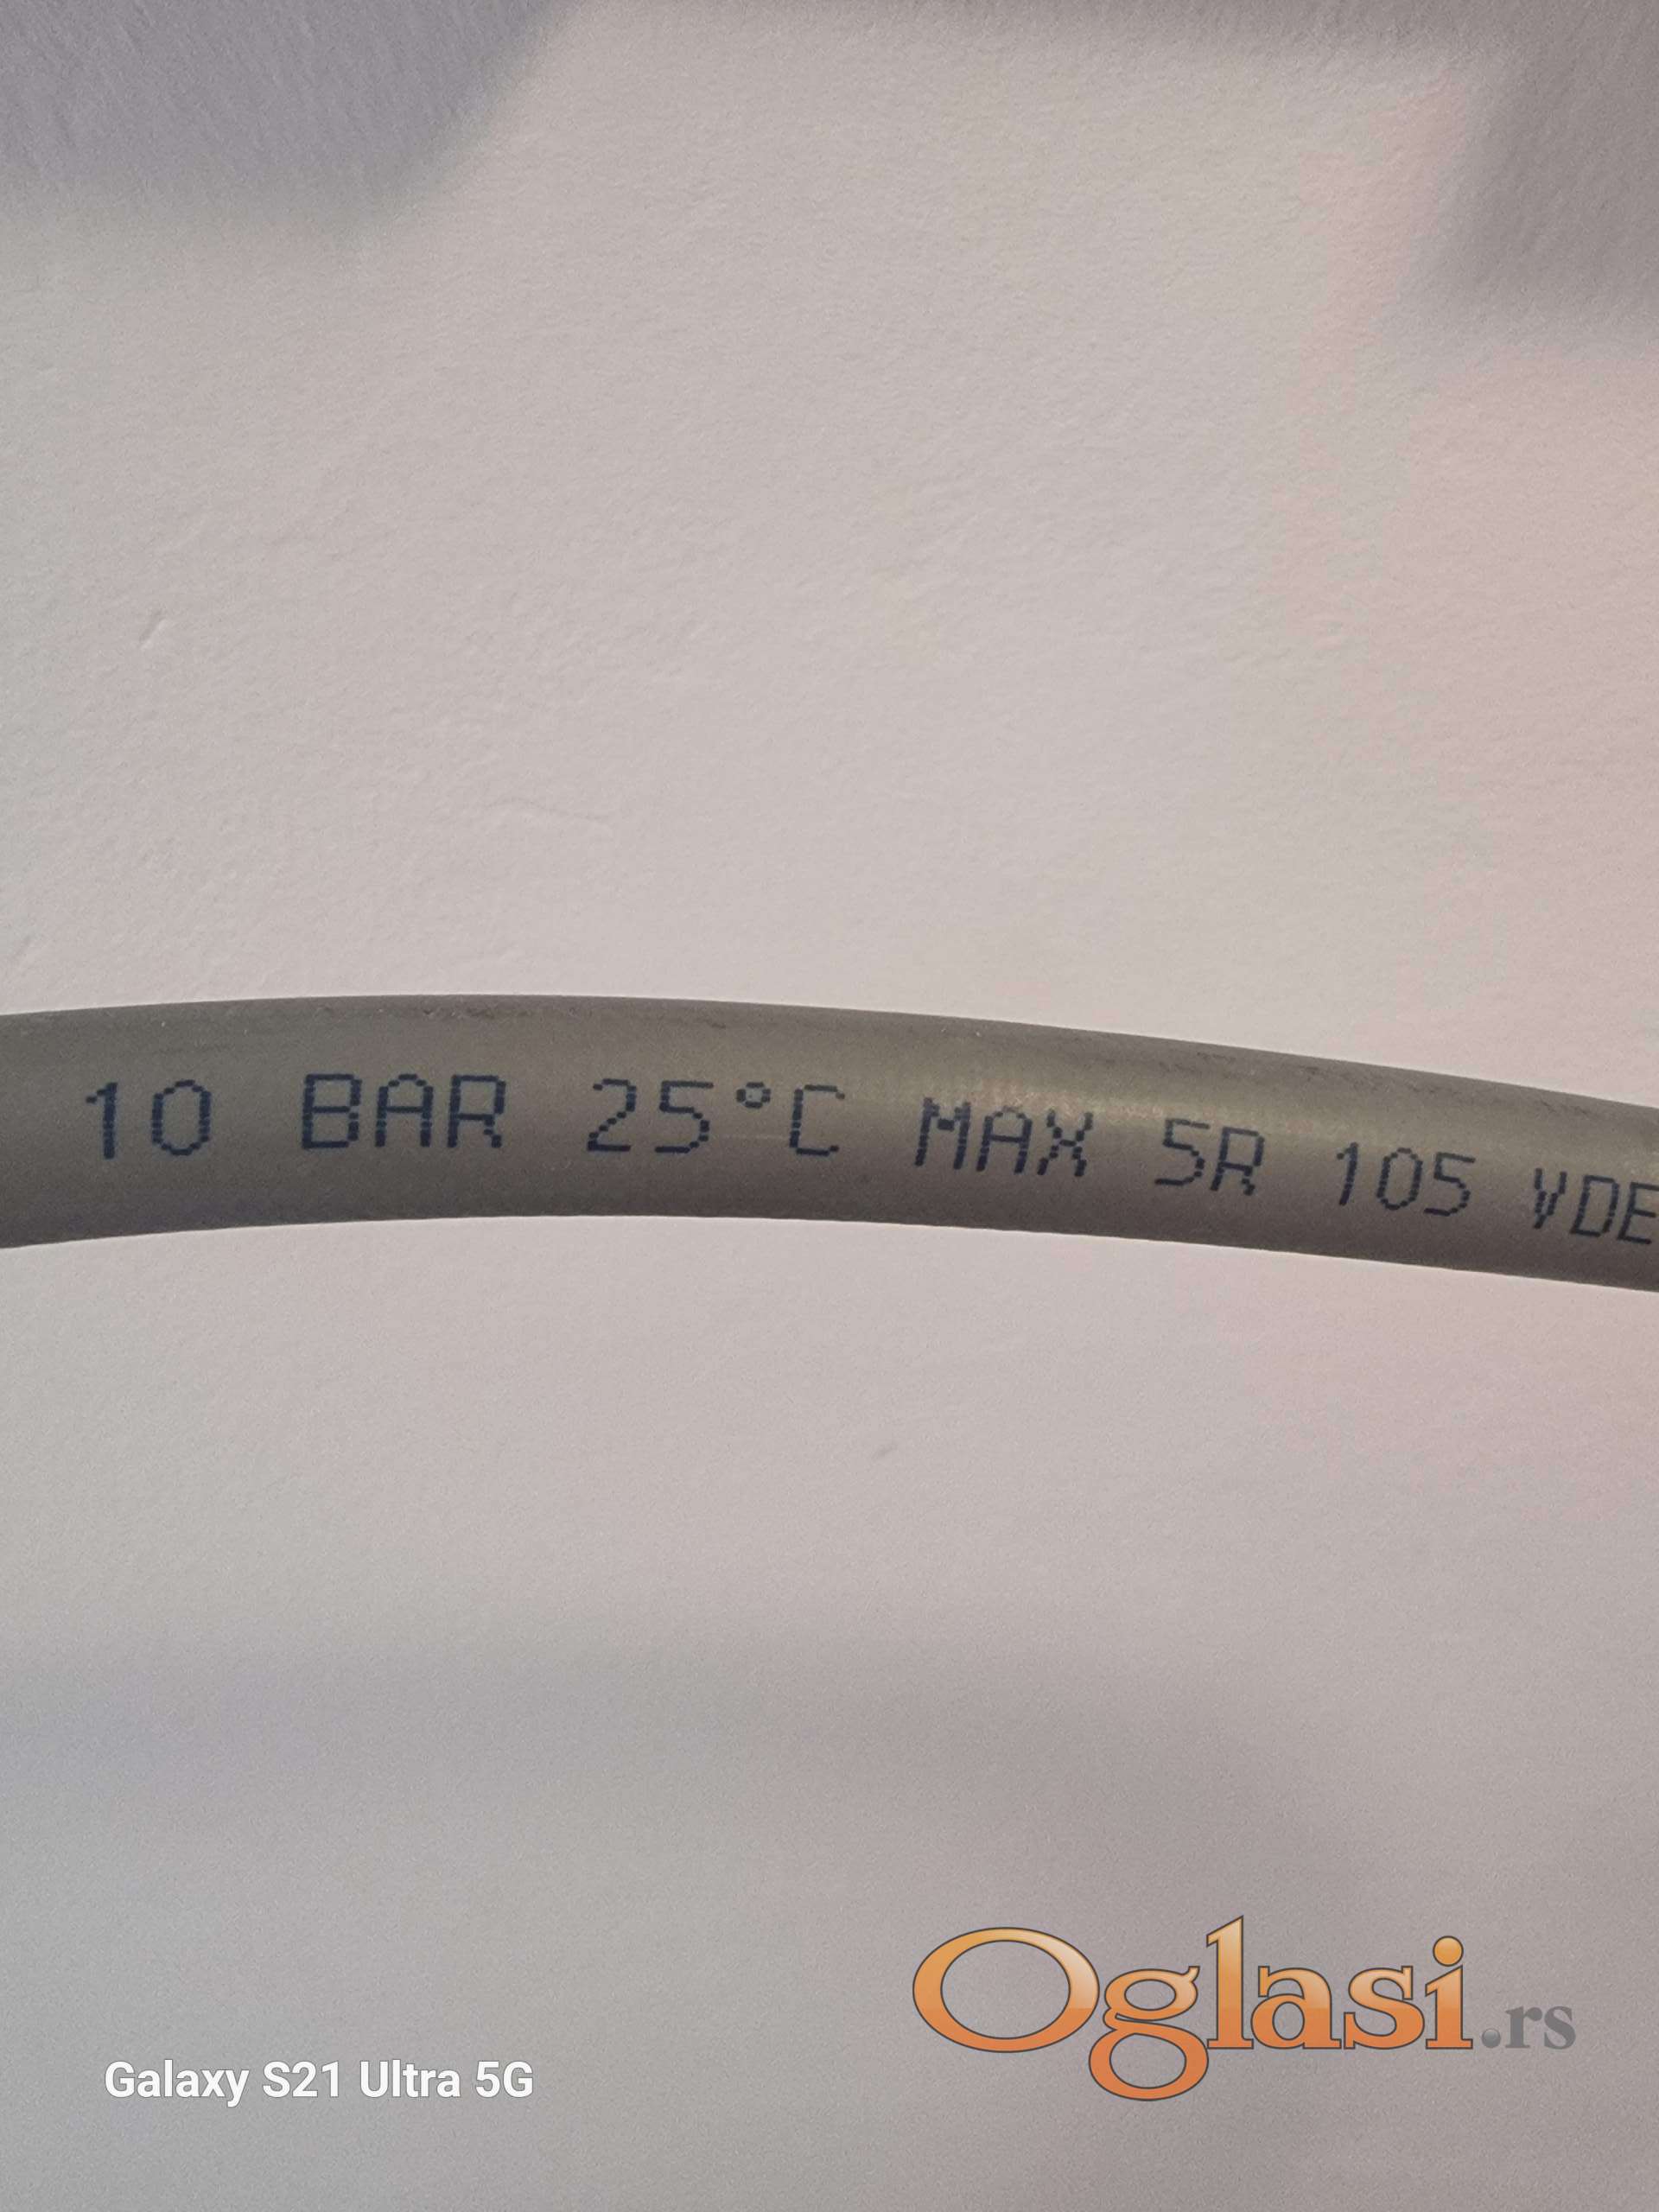 10 BAR 25°C MAX 5R 105 VDE
Oglasi.rs
Galaxy S21 Ultra 5G